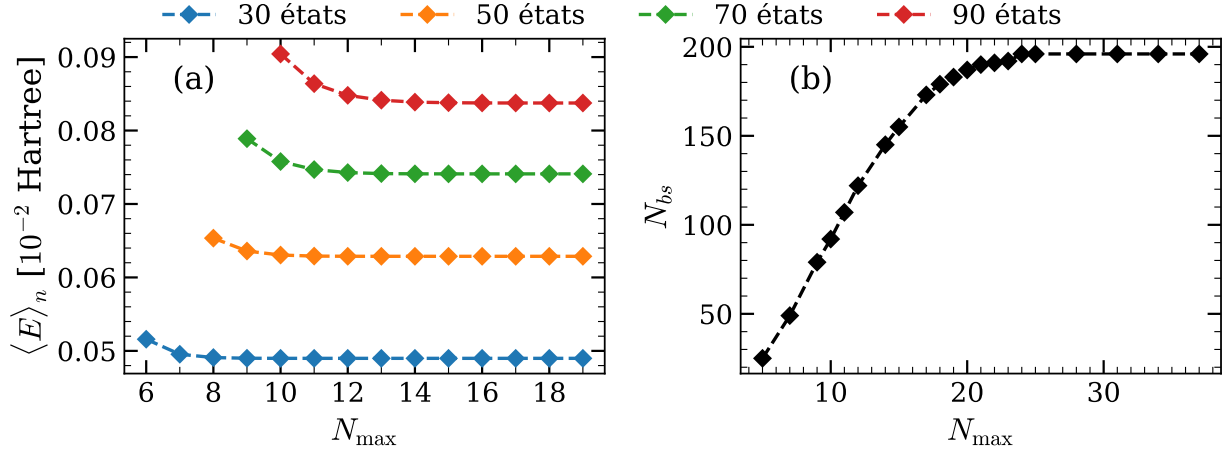 30 états 50 états 70 états 90 états
(a)
⟨E⟩ₙ [10⁻² Hartree]
0.09
0.08
0.07
0.06
0.05
6 8 10 12 14 16 18
N_max
(b)
N_bs
200
150
100
50
10 20 30
N_max